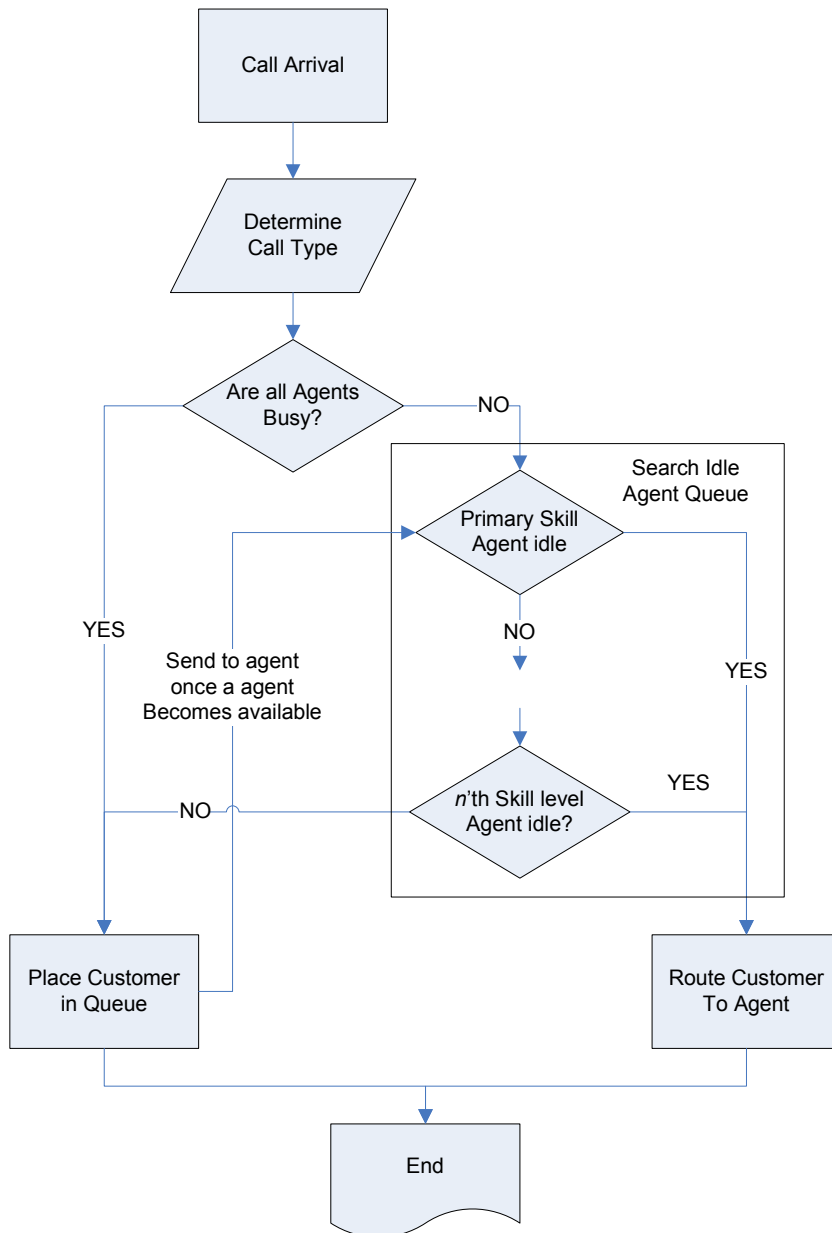 Call Arrival
Determine
Call Type
Are all Agents
Busy?
NO
Search Idle
Agent Queue
Primary Skill
Agent idle
NO
YES
Send to agent
once a agent
Becomes available
YES
n'th Skill level
Agent idle?
YES
NO
Place Customer
in Queue
Route Customer
To Agent
End